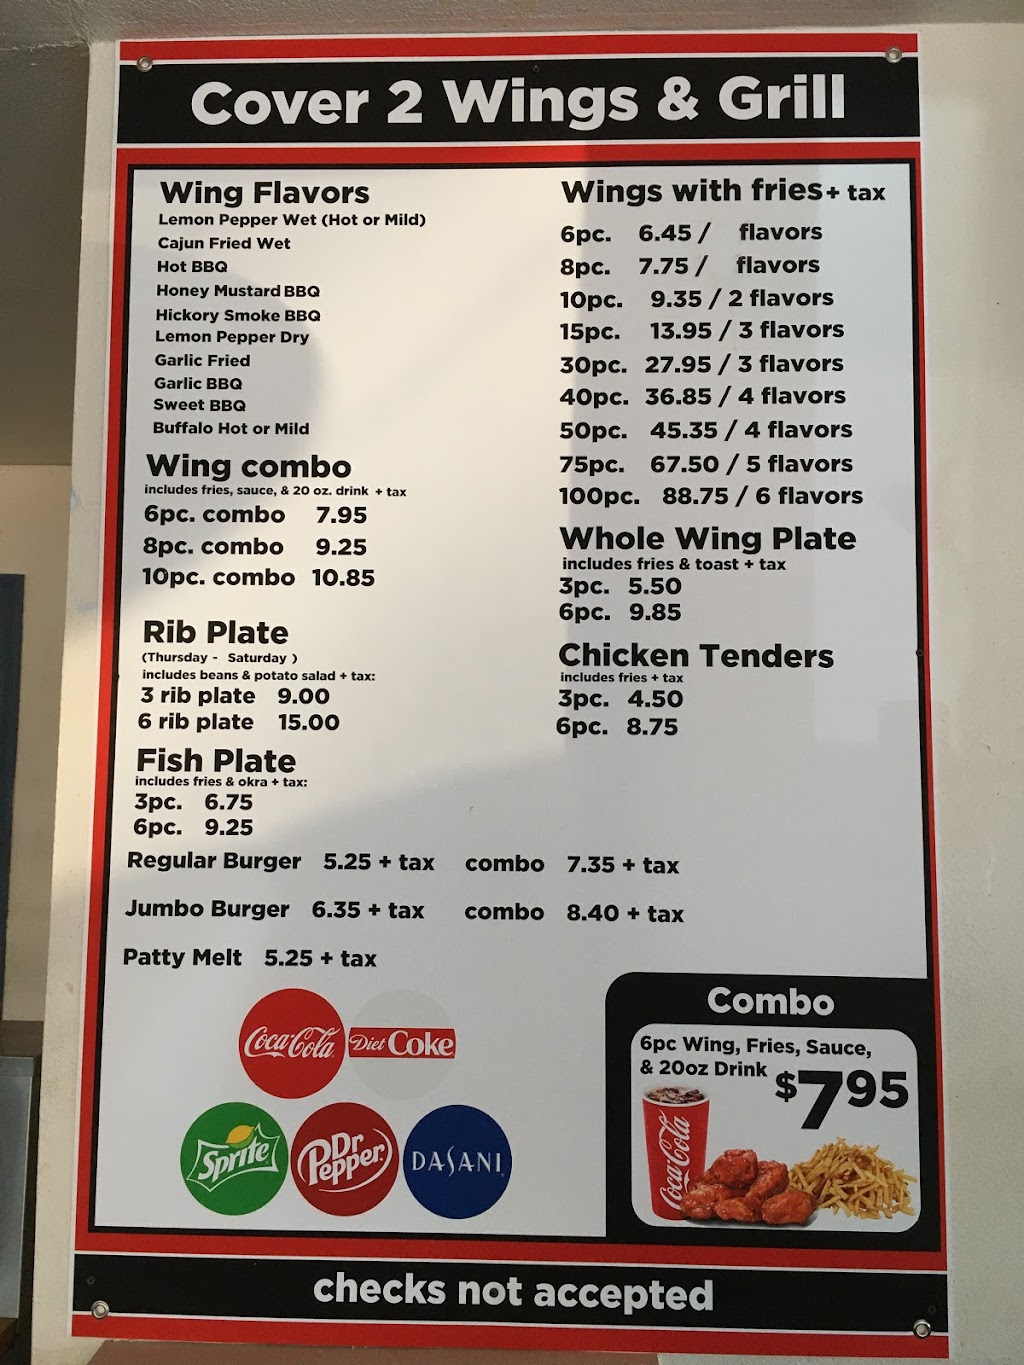 Cover 2 Wings & Grill
Wing Flavors
Lemon Pepper Wet (Hot or Mild)
Cajun Fried Wet
Hot BBQ
Honey Mustard BBQ
Hickory Smoke BBQ
Lemon Pepper Dry
Garlic Fried
Garlic BBQ
Sweet BBQ
Buffalo Hot or Mild
Wing combo
includes fries, sauce, & 20 oz. drink + tax
6pc. combo 7.95
8pc. combo 9.25
10pc. combo 10.85
Rib Plate
(Thursday - Saturday )
includes beans & potato salad + tax:
3 rib plate 9.00
6 rib plate 15.00
Fish Plate
includes fries & okra + tax:
3pc. 6.75
6pc. 9.25
Wings with fries + tax
6pc. 6.45 / flavors
8pc. 7.75 / flavors
10pc. 9.35 / 2 flavors
15pc. 13.95 / 3 flavors
30pc. 27.95 / 3 flavors
40pc. 36.85 / 4 flavors
50pc. 45.35 / 4 flavors
75pc. 67.50 / 5 flavors
100pc. 88.75 / 6 flavors
Whole Wing Plate
includes fries & toast + tax
3pc. 5.50
6pc. 9.85
Chicken Tenders
includes fries + tax
3pc. 4.50
6pc. 8.75
Regular Burger 5.25 + tax combo 7.35 + tax
Jumbo Burger 6.35 + tax combo 8.40 + tax
Patty Melt 5.25 + tax
Coca-Cola
Diet Coke
Sprite
Dr Pepper
DASANI
Combo
6pc Wing, Fries, Sauce,
& 20oz Drink
$7.95
Coca-Cola
checks not accepted